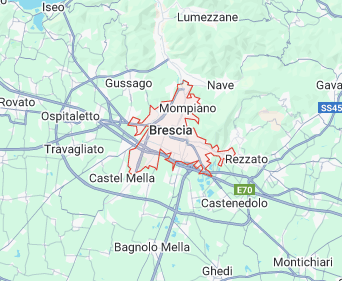 Iseo
Lumezzane
Gussago
Nave
Gava
Rovato
Mompiano
SS45
Ospitaletto
Brescia
Travagliato
Rezzato
Castel Mella
E70
Castenedolo
Bagnolo Mella
Montichiari
Ghedi